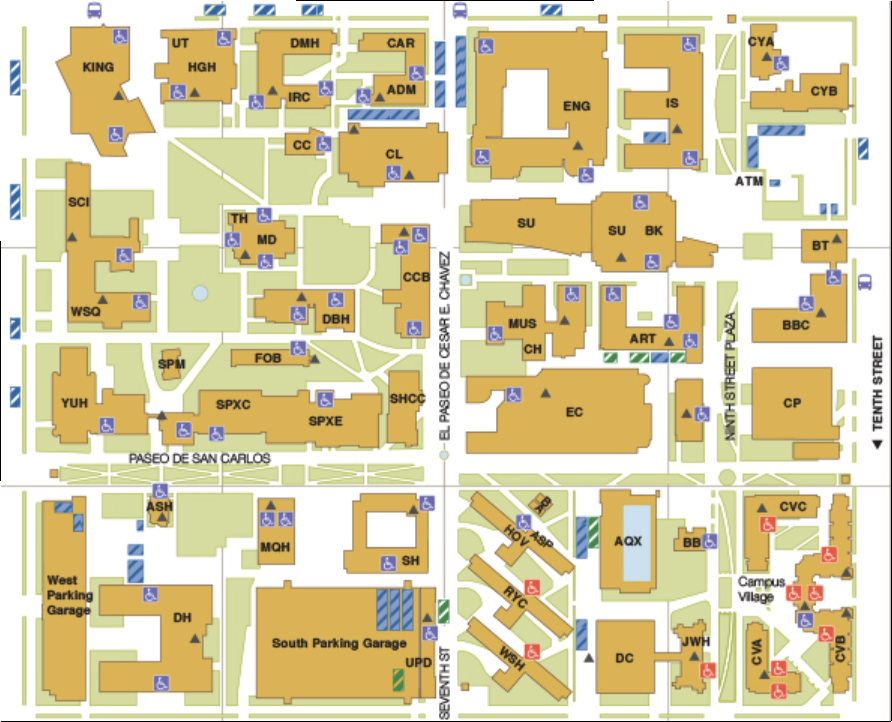 UT
DMH
CAR
CYA
KING
HGH
IRC
ADM
ENG
IS
CYB
CC
CL
ATM
SCI
TH
MD
SU
SU
BK
BT
CCB
WSQ
DBH
MUS
CH
ART
BBC
EL PASEO DE CESAR E. CHAVEZ
NINTH STREET PLAZA
SPM
FOB
YUH
SPXC
SPXE
SHCC
EC
CP
◄ TENTH STREET
PASEO DE SAN CARLOS
ASH
MQH
SH
BA
HOV
ASP
AQX
BB
CVC
West
Parking
Garage
DH
South Parking Garage
UPD
SEVENTH ST
RYC
WSH
DC
JWH
Campus
Village
CVA
CVB